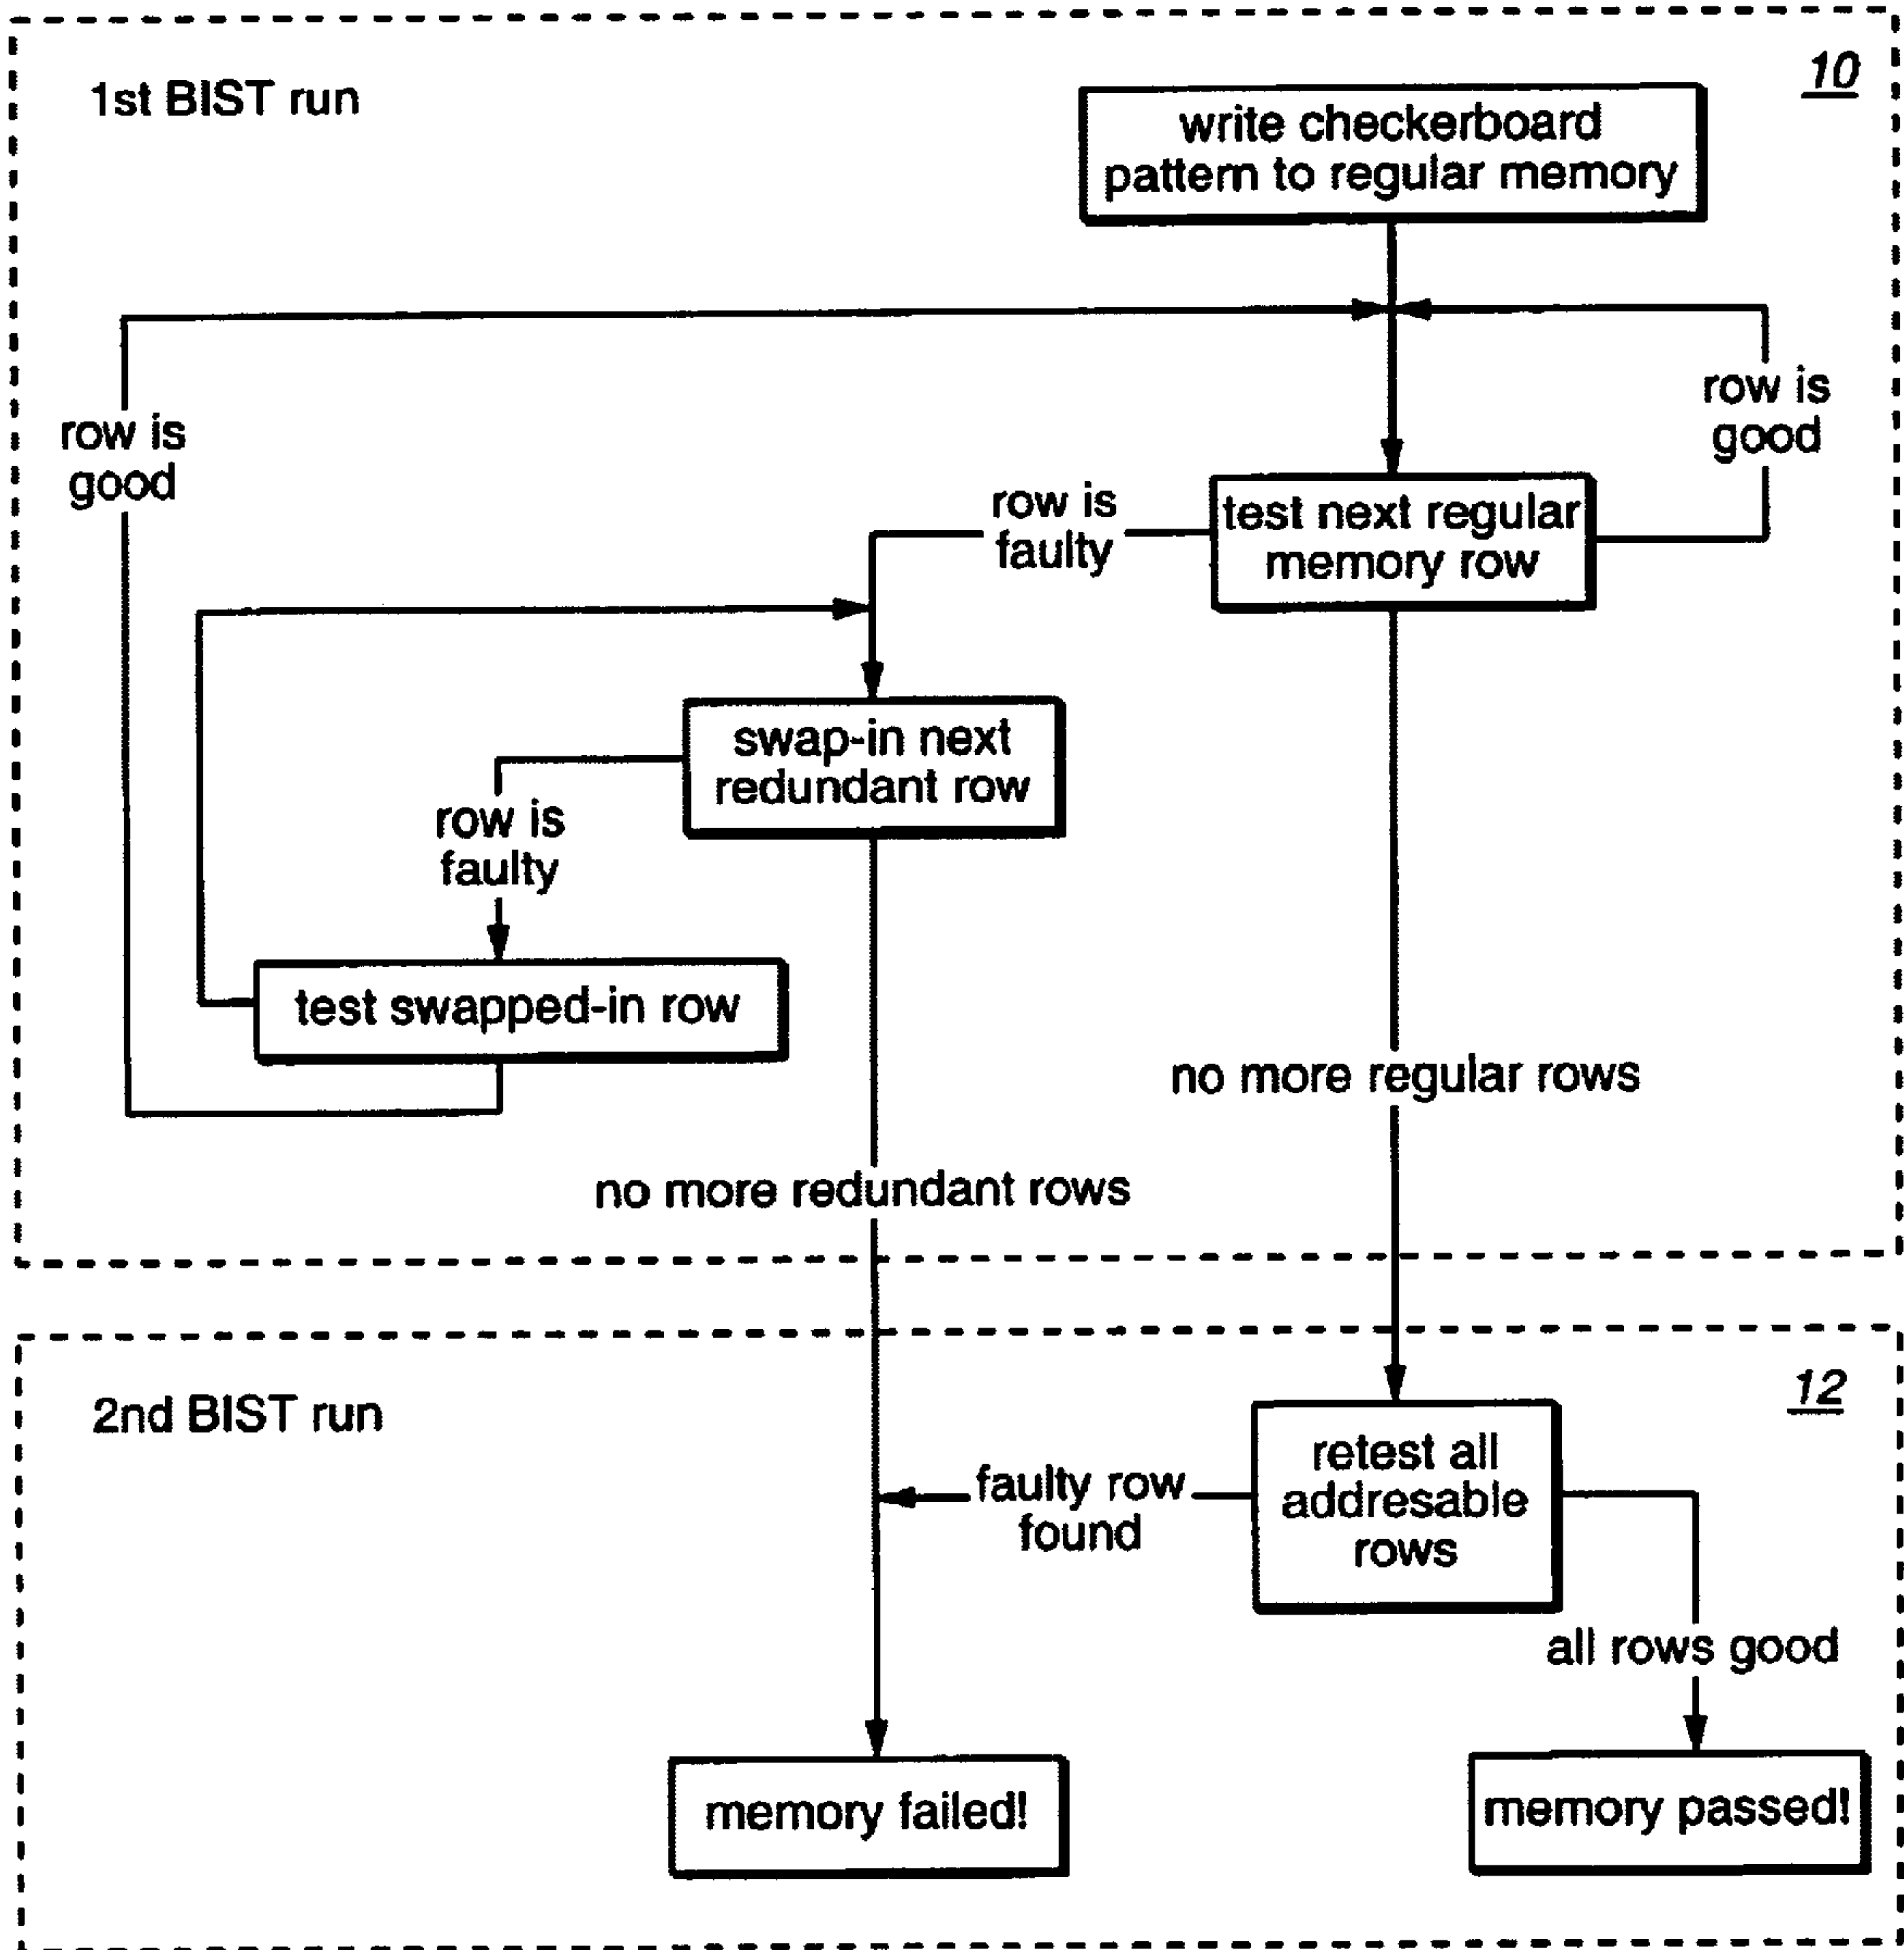 1st BIST run
10
write checkerboard
pattern to regular memory
row is
good
row is
good
row is
faulty
test next regular
memory row
swap-in next
redundant row
row is
faulty
test swapped-in row
no more regular rows
no more redundant rows
2nd BIST run
12
retest all
addresable
rows
faulty row
found
all rows good
memory failed!
memory passed!